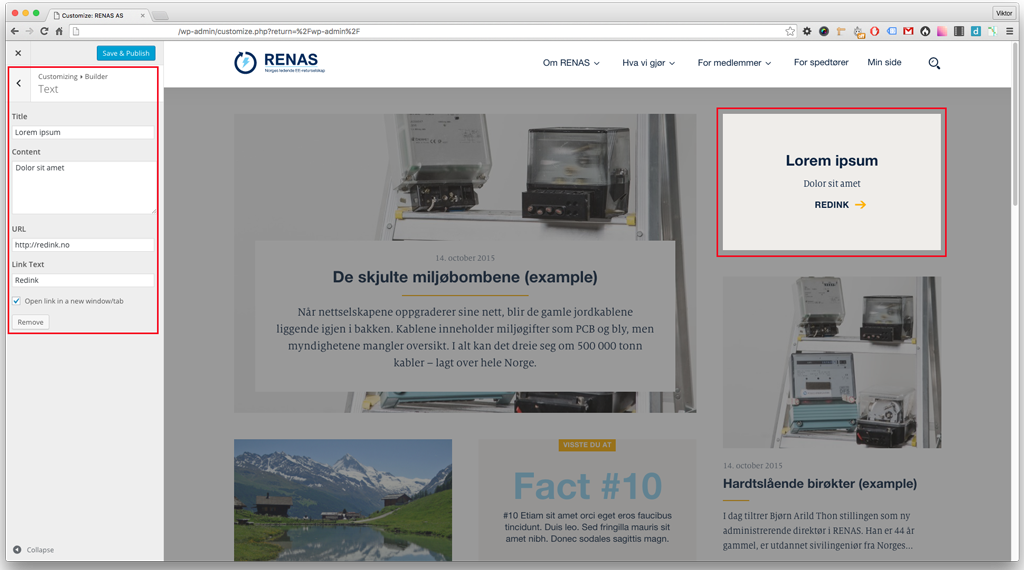 Customize: RENAS AS
Viktor
/wp-admin/customize.php?return=%2Fwp-admin%2F
Save & Publish
Customizing ▸ Builder
Text
Title
Lorem ipsum
Content
Dolor sit amet
URL
http://redink.no
Link Text
Redink
Open link in a new window/tab
Remove
Collapse
RENAS
Norges ledende EE-returselskap
Om RENAS
Hva vi gjør
For medlemmer
For spedtører
Min side
14. october 2015
De skjulte miljøbombene (example)
Når nettselskapene oppgraderer sine nett, blir de gamle jordkablene
liggende igjen i bakken. Kablene inneholder miljøgifter som PCB og bly, men
myndighetene mangler oversikt. I alt kan det dreie seg om 500 000 tonn
kabler – lagt over hele Norge.
Lorem ipsum
Dolor sit amet
REDINK
VISSTE DU AT
Fact #10
#10 Etiam sit amet orci eget eros faucibus
tincidunt. Duis leo. Sed fringilla mauris sit
amet nibh. Donec sodales sagittis magn.
14. october 2015
Hardtslående birøkter (example)
I dag tiltrer Bjørn Arild Thon stillingen som ny
administrerende direktør i RENAS. Han er 44 år
gammel, er utdannet sivilingeniør fra Norges...